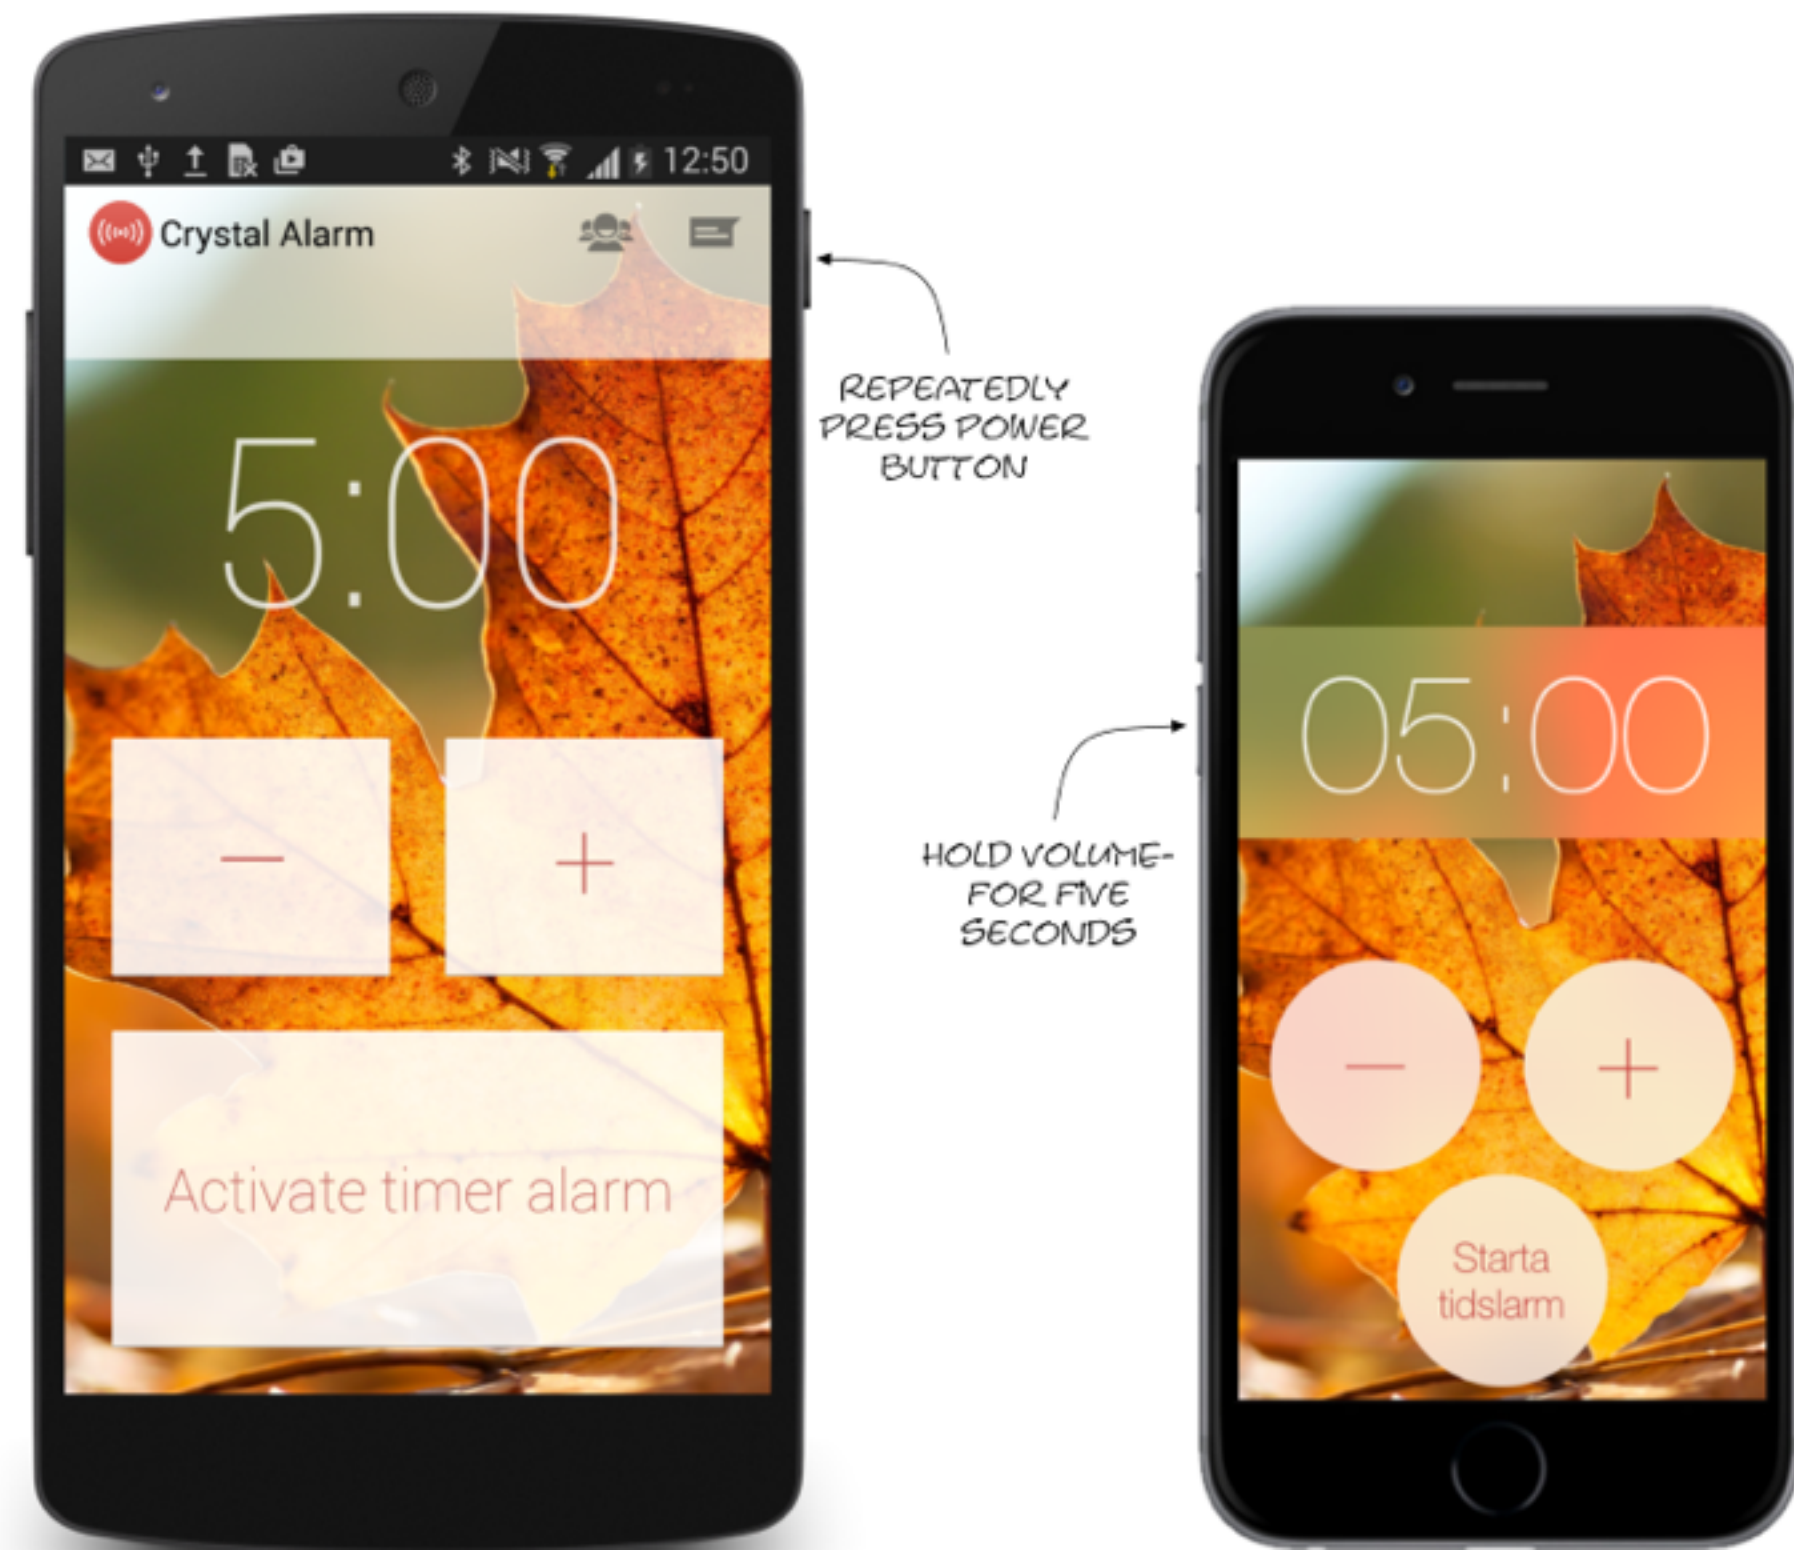 12:50
Crystal Alarm
5:00
−
+
Activate timer alarm
REPEATEDLY
PRESS POWER
BUTTON
HOLD VOLUME-
FOR FIVE
SECONDS
05:00
−
+
Starta
tidslarm